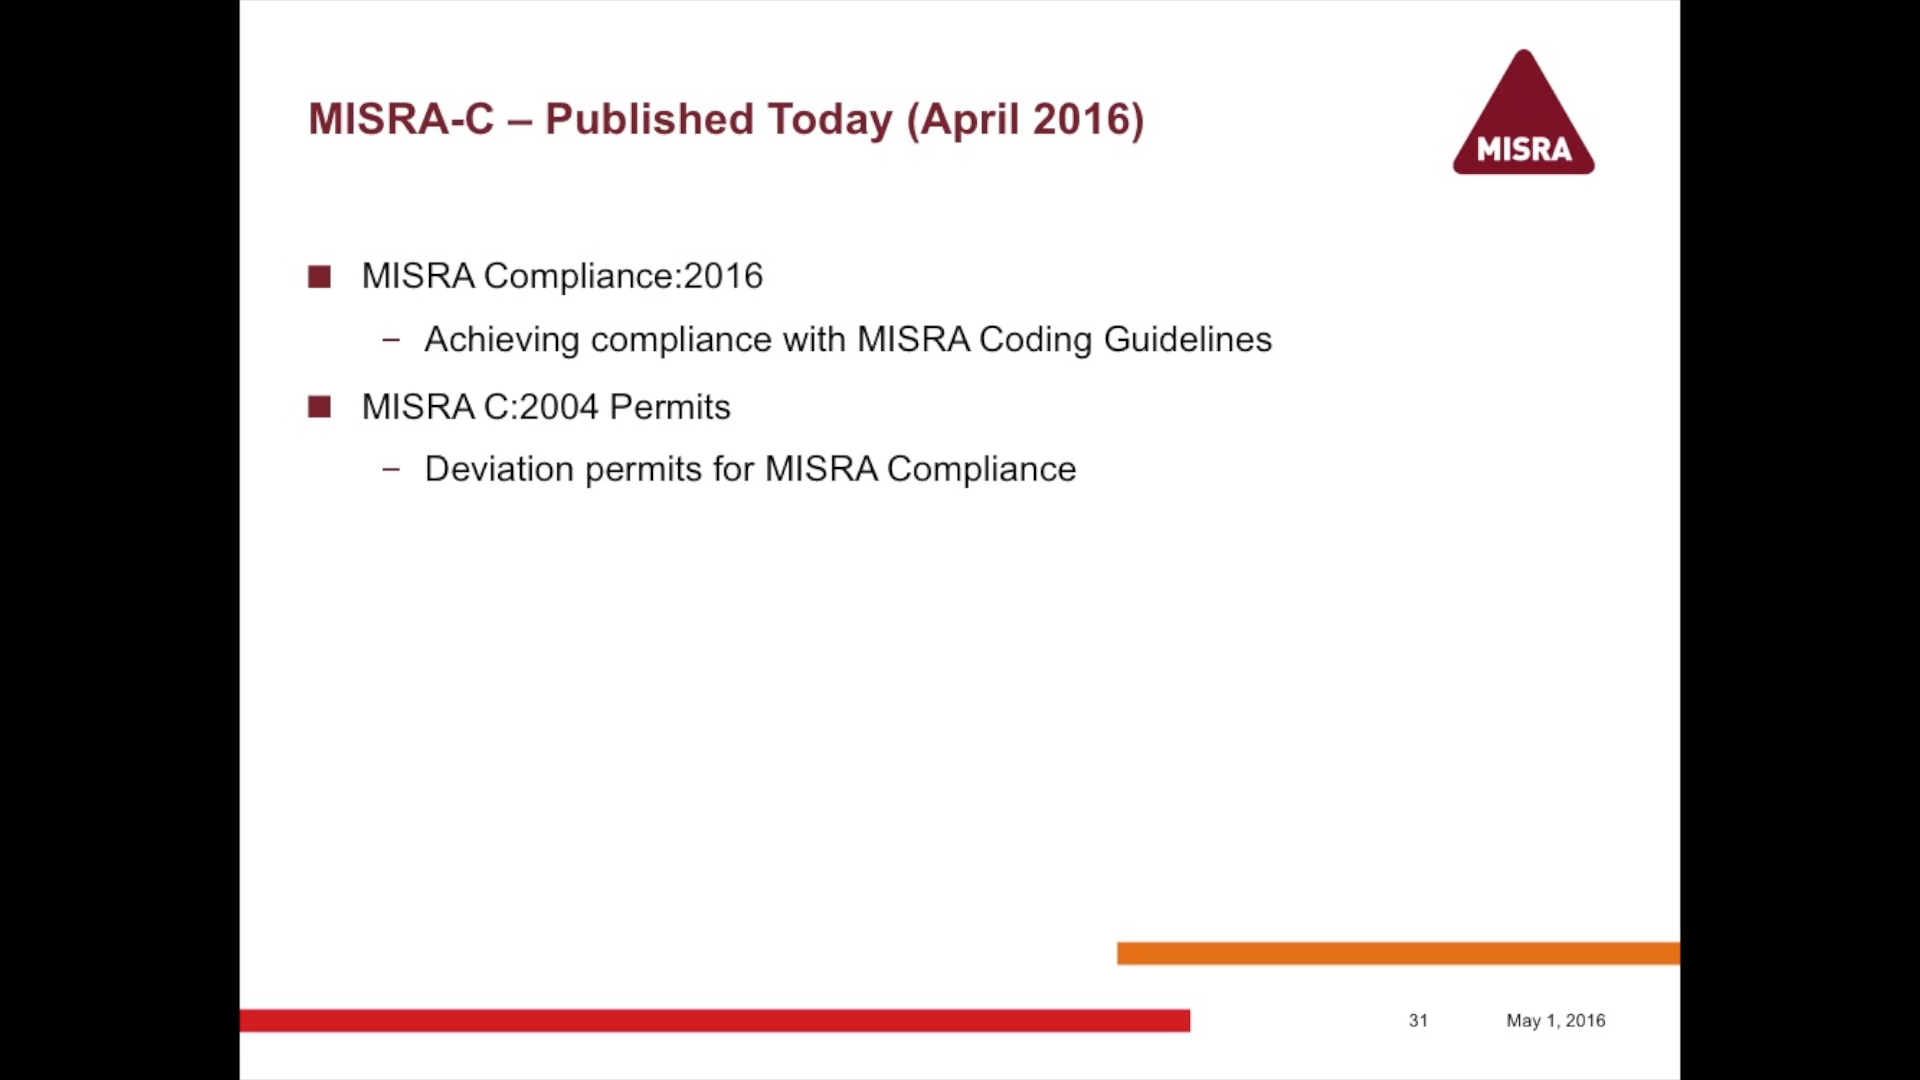 MISRA-C – Published Today (April 2016)
MISRA
■ MISRA Compliance:2016
– Achieving compliance with MISRA Coding Guidelines
■ MISRA C:2004 Permits
– Deviation permits for MISRA Compliance
31 May 1, 2016